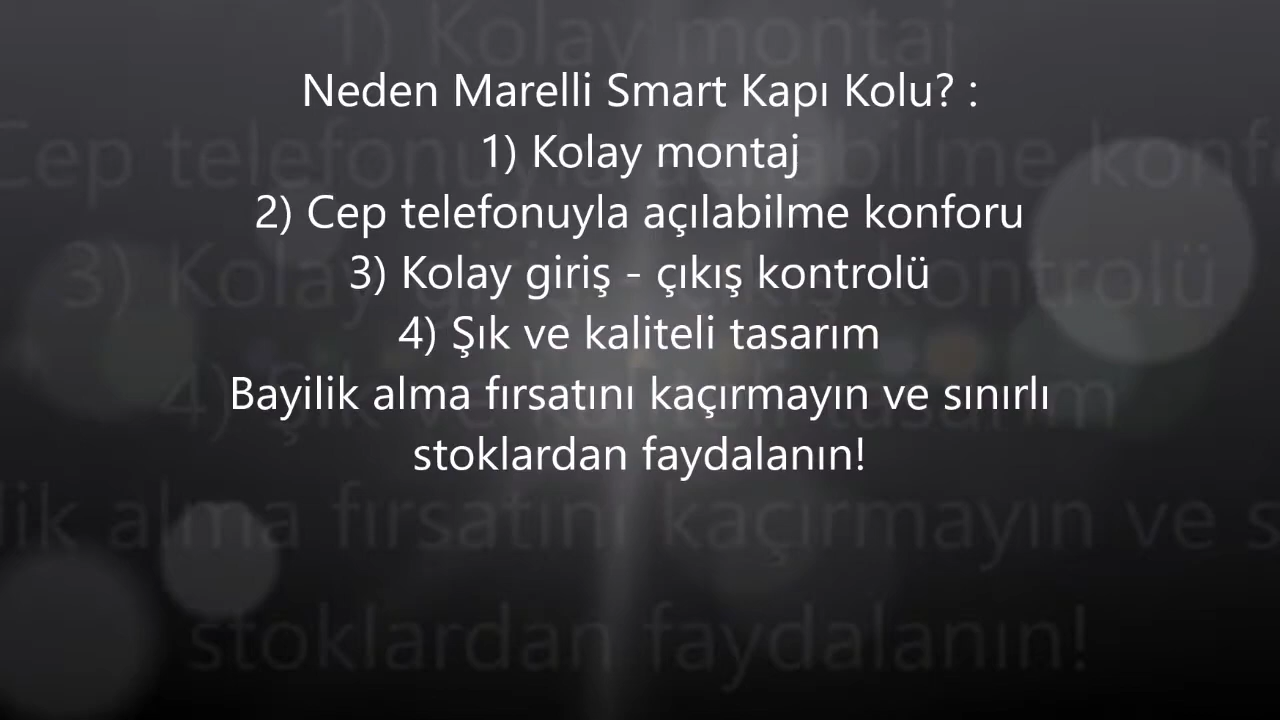 Neden Marelli Smart Kapı Kolu? :
1) Kolay montaj
2) Cep telefonuyla açılabilme konforu
3) Kolay giriş - çıkış kontrolü
4) Şık ve kaliteli tasarım
Bayilik alma fırsatını kaçırmayın ve sınırlı
stoklardan faydalanın!